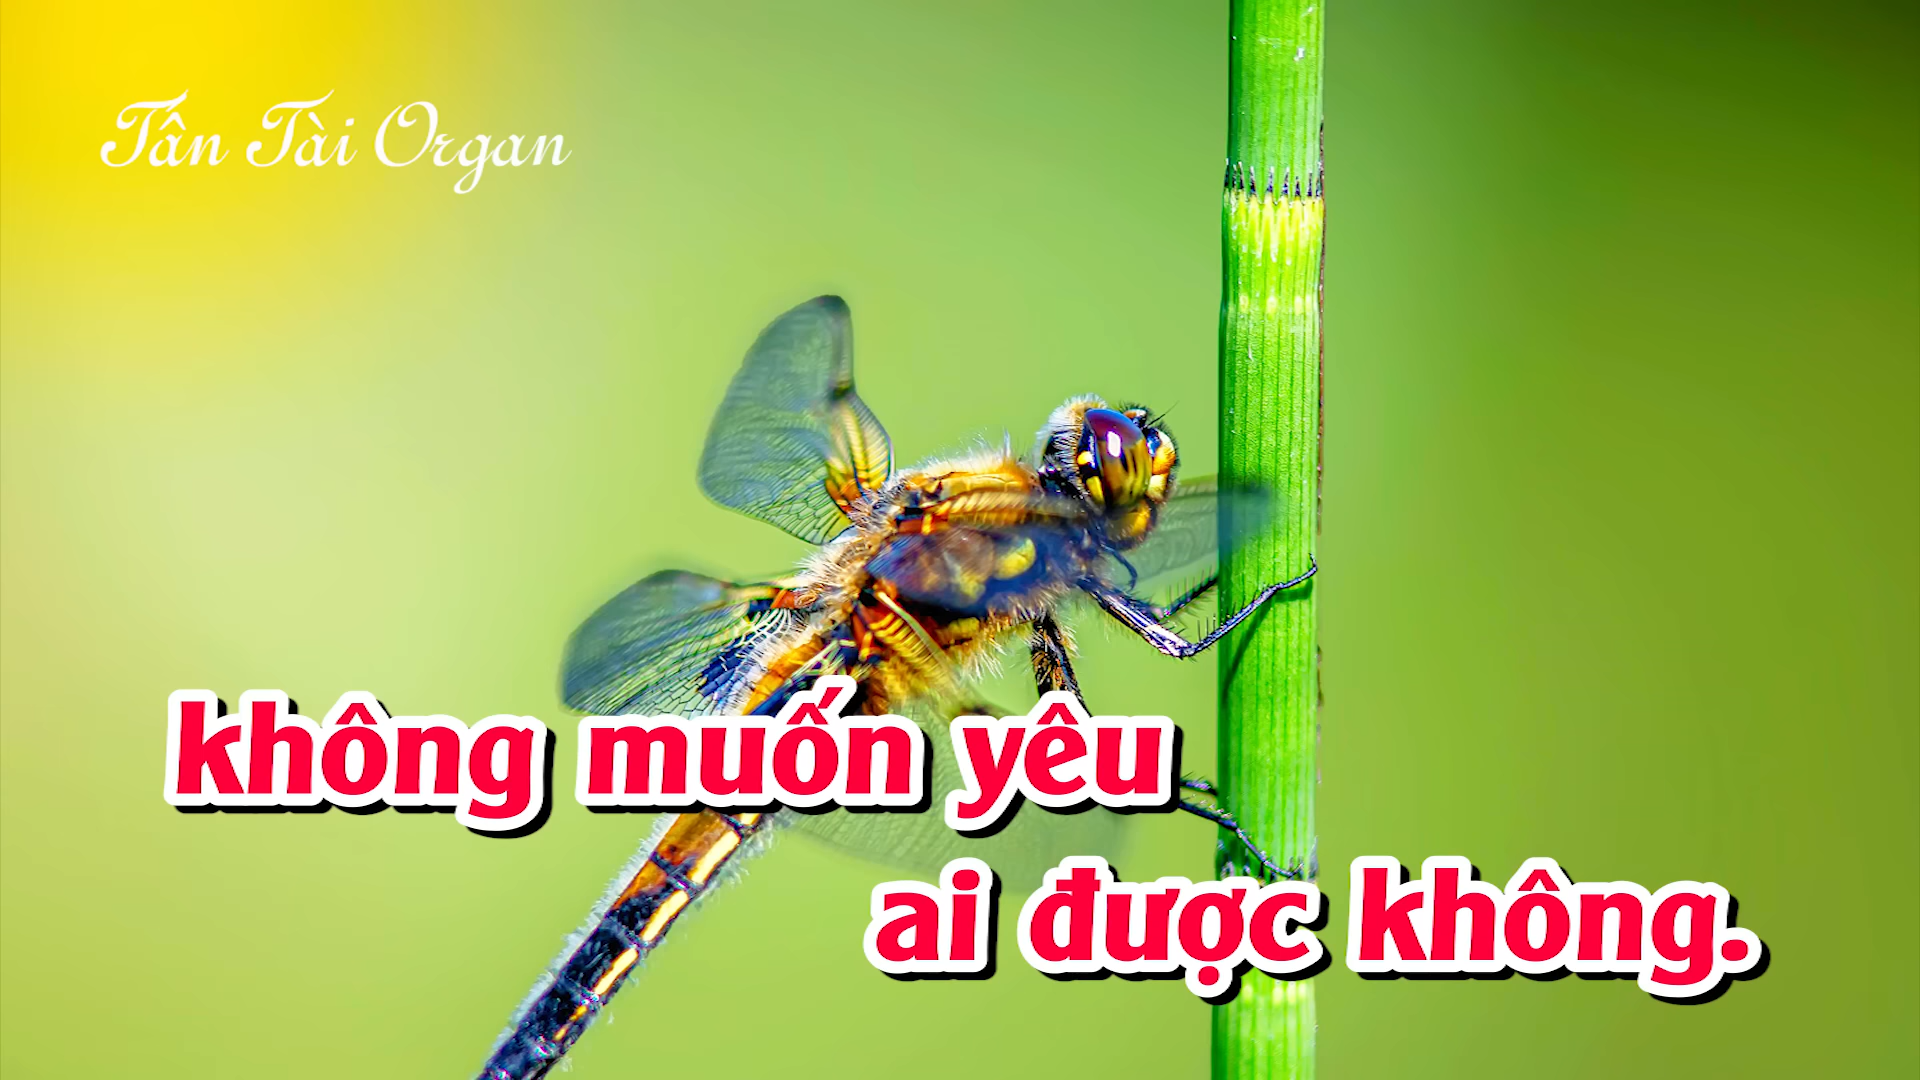 Tấn Tài Organ
không muốn yêu
ai được không.